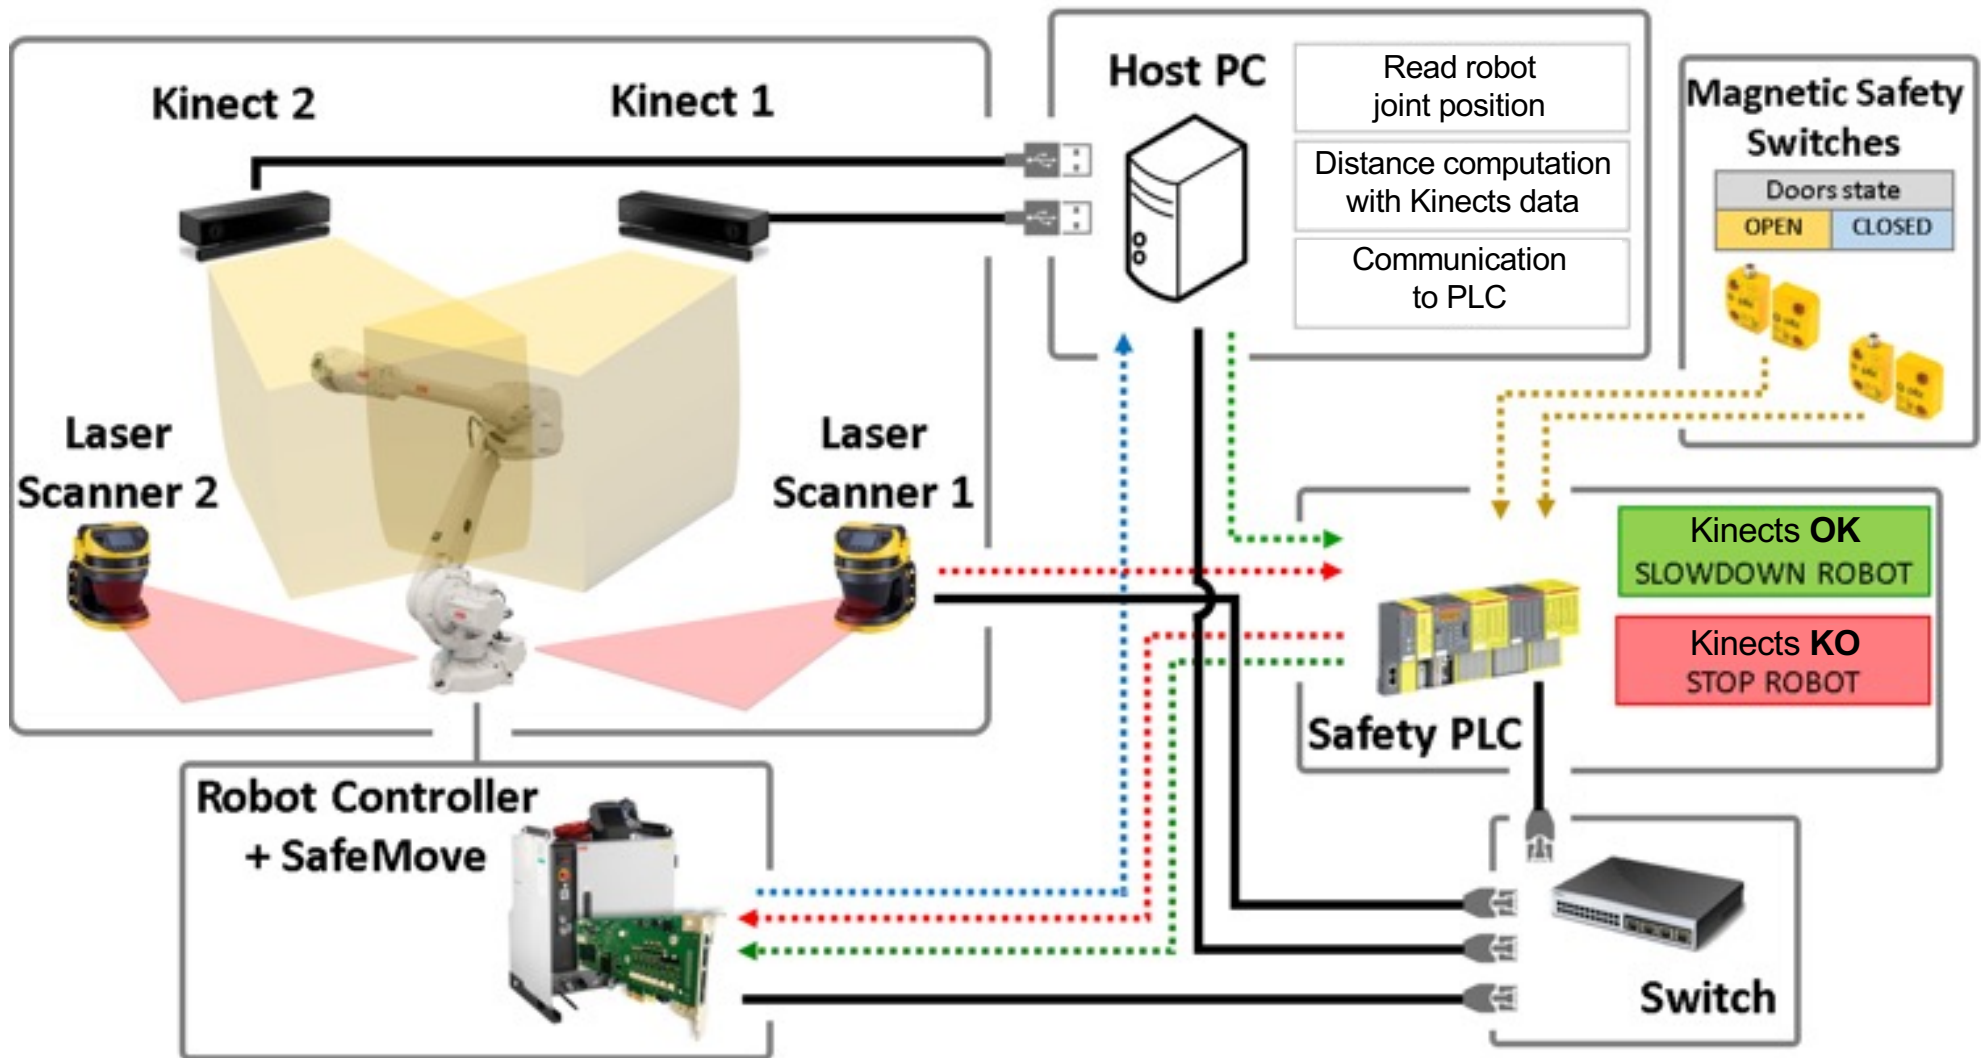 Kinect 2
Kinect 1
Laser
Scanner 2
Laser
Scanner 1
Host PC
Read robot
joint position
Distance computation
with Kinects data
Communication
to PLC
Magnetic Safety
Switches
Doors state
OPEN
CLOSED
Kinects OK
SLOWDOWN ROBOT
Kinects KO
STOP ROBOT
Safety PLC
Robot Controller
+ SafeMove
Switch